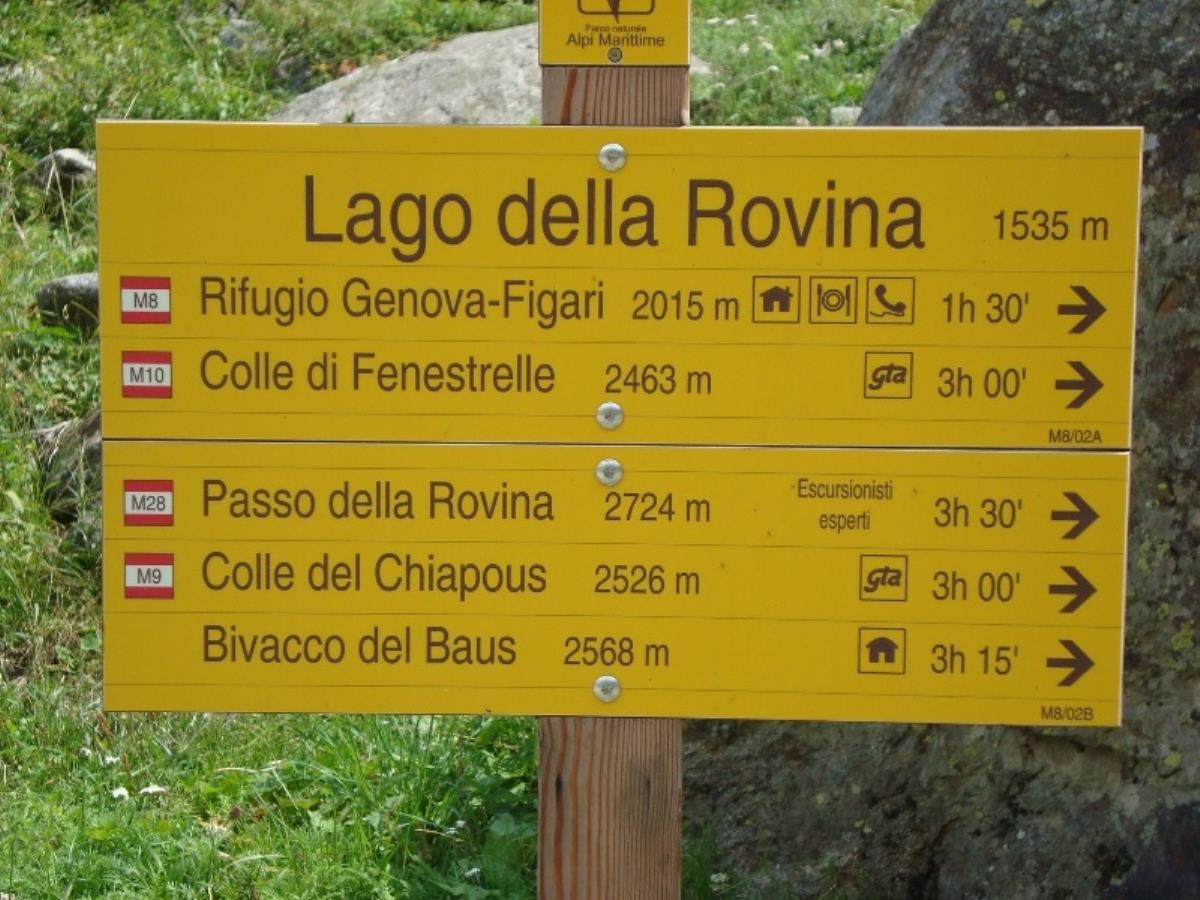 Parco naturale
Alpi Marittime
Lago della Rovina 1535 m
M8 Rifugio Genova-Figari 2015 m 1h 30'
M10 Colle di Fenestrelle 2463 m gta 3h 00'
M8/02A
M28 Passo della Rovina 2724 m Escursionisti esperti 3h 30'
M9 Colle del Chiapous 2526 m gta 3h 00'
Bivacco del Baus 2568 m 3h 15'
M8/02B